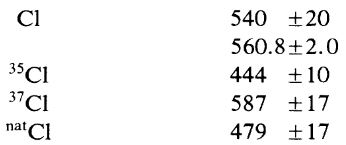 Cl 540 ±20
560.8±2.0
³⁵Cl 444 ±10
³⁷Cl 587 ±17
ⁿᵃᵗCl 479 ±17